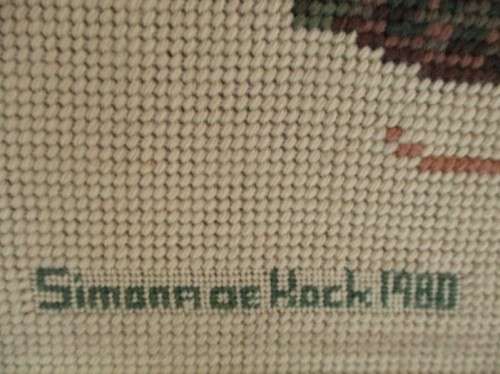 Simona de Kock 1980